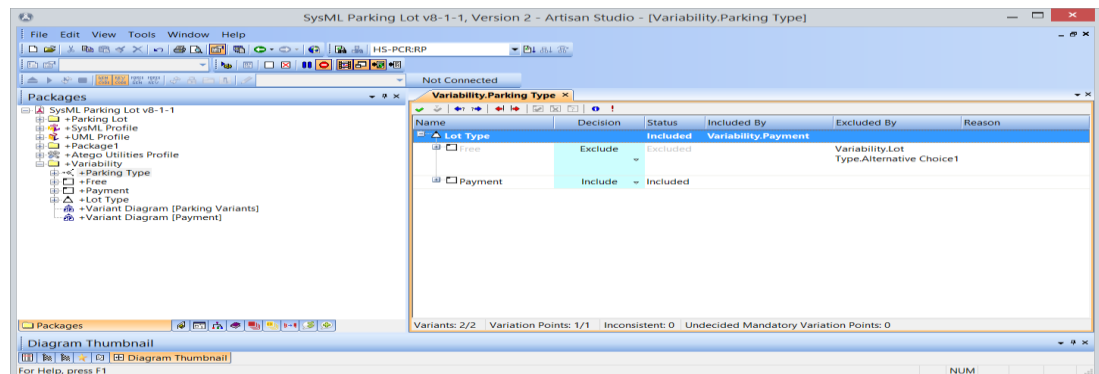 SysML Parking Lot v8-1-1, Version 2 - Artisan Studio - [Variability.Parking Type]
File Edit View Tools Window Help
HS-PCR:RP
Not Connected
Packages
SysML Parking Lot v8-1-1
+Parking Lot
+SysML Profile
+UML Profile
+Package1
+Atego Utilities Profile
+Variability
+Parking Type
+Free
+Payment
+Lot Type
+Variant Diagram [Parking Variants]
+Variant Diagram [Payment]
Packages
Variability.Parking Type
Name Decision Status Included By Excluded By Reason
Lot Type Included Variability.Payment
Free Exclude Excluded Variability.Lot
Type.Alternative Choice1
Payment Include Included
Variants: 2/2 Variation Points: 1/1 Inconsistent: 0 Undecided Mandatory Variation Points: 0
Diagram Thumbnail
Diagram Thumbnail
For Help, press F1 NUM